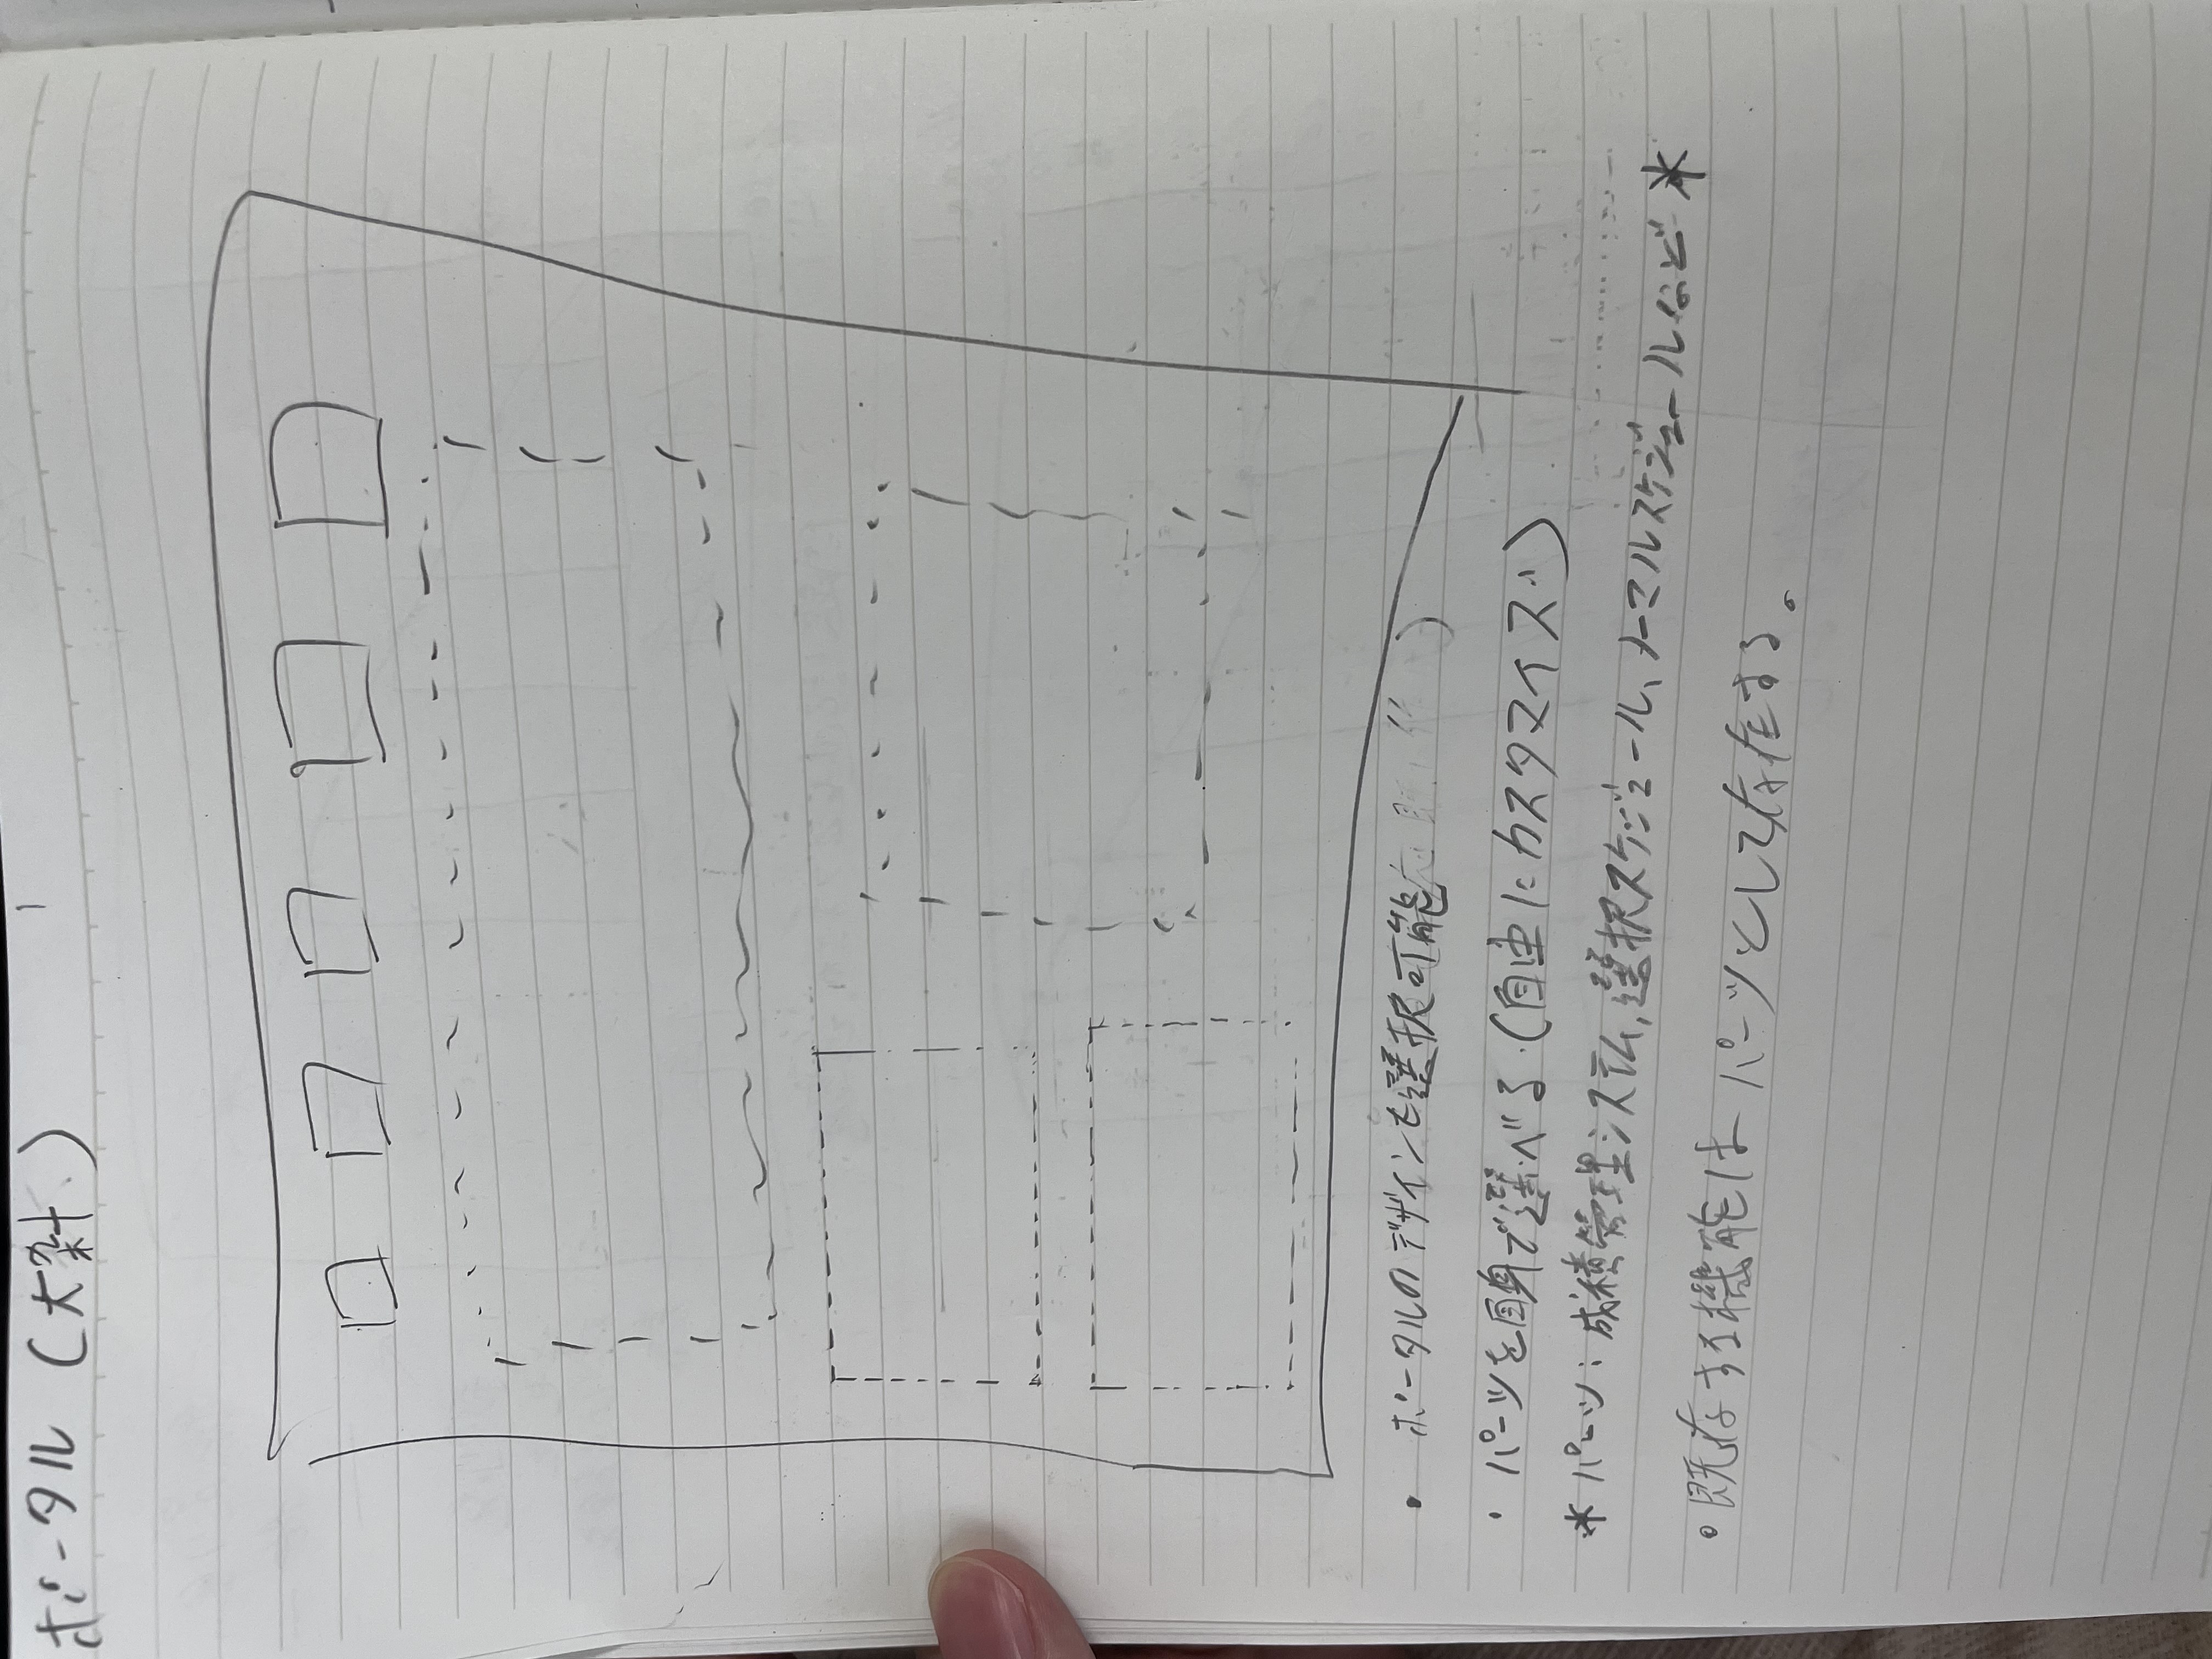 ポータル (大針.)
・ ポータルのデザインも選択可能
・ パーツを自身で選べる.(自由にカスタマイズ!)
* パーツ:成積管理システム,選択スケジュール、ノーマルスケジュールなど *
・既存する機能は パーツとして存在する。